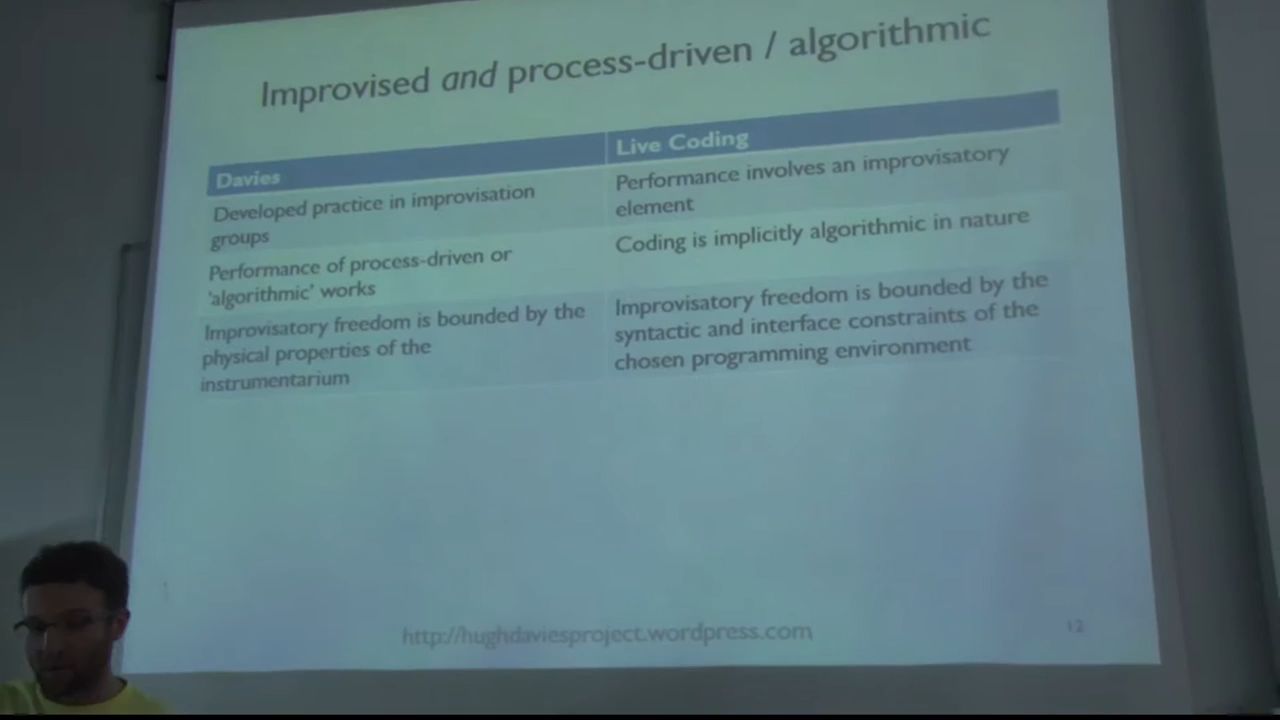 Improvised and process-driven / algorithmic
Davies
Live Coding
Developed practice in improvisation
groups
Performance involves an improvisatory
element
Performance of process-driven or
'algorithmic' works
Coding is implicitly algorithmic in nature
Improvisatory freedom is bounded by the
physical properties of the
instrumentarium
Improvisatory freedom is bounded by the
syntactic and interface constraints of the
chosen programming environment
http://hughdaviesproject.wordpress.com
12